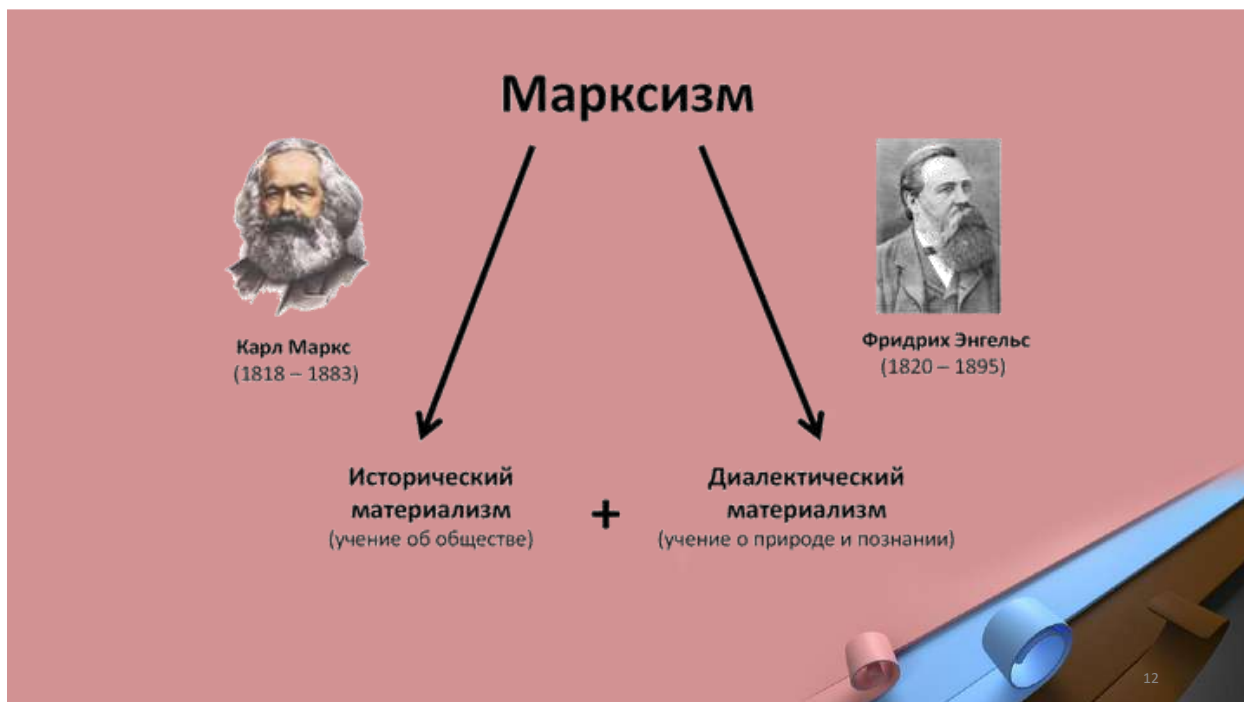 Марксизм
Карл Маркс
(1818 – 1883)
Фридрих Энгельс
(1820 – 1895)
Исторический
материализм
(учение об обществе)
+
Диалектический
материализм
(учение о природе и познании)
12